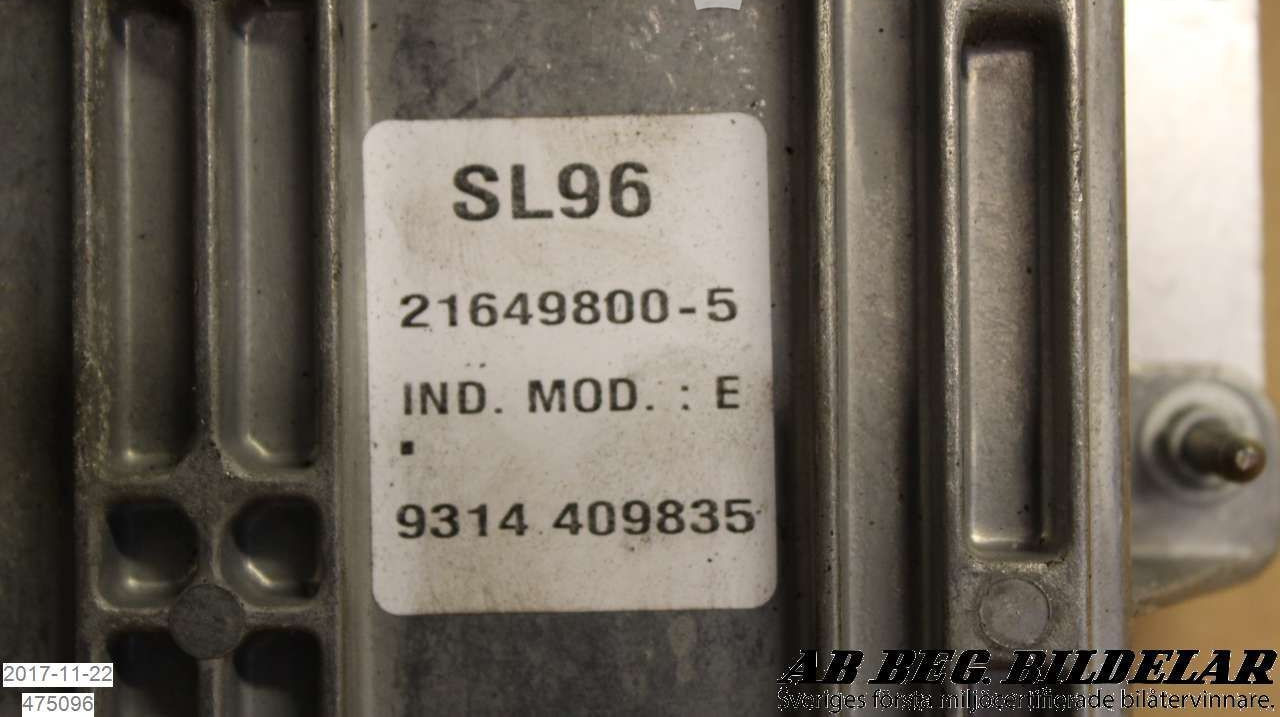 SL96
21649800-5
IND. MOD. : E
9314 409835
2017-11-22
475096
AB BEG. BILDELAR
Sveriges första miljöcertifierade bilåtervinnare.